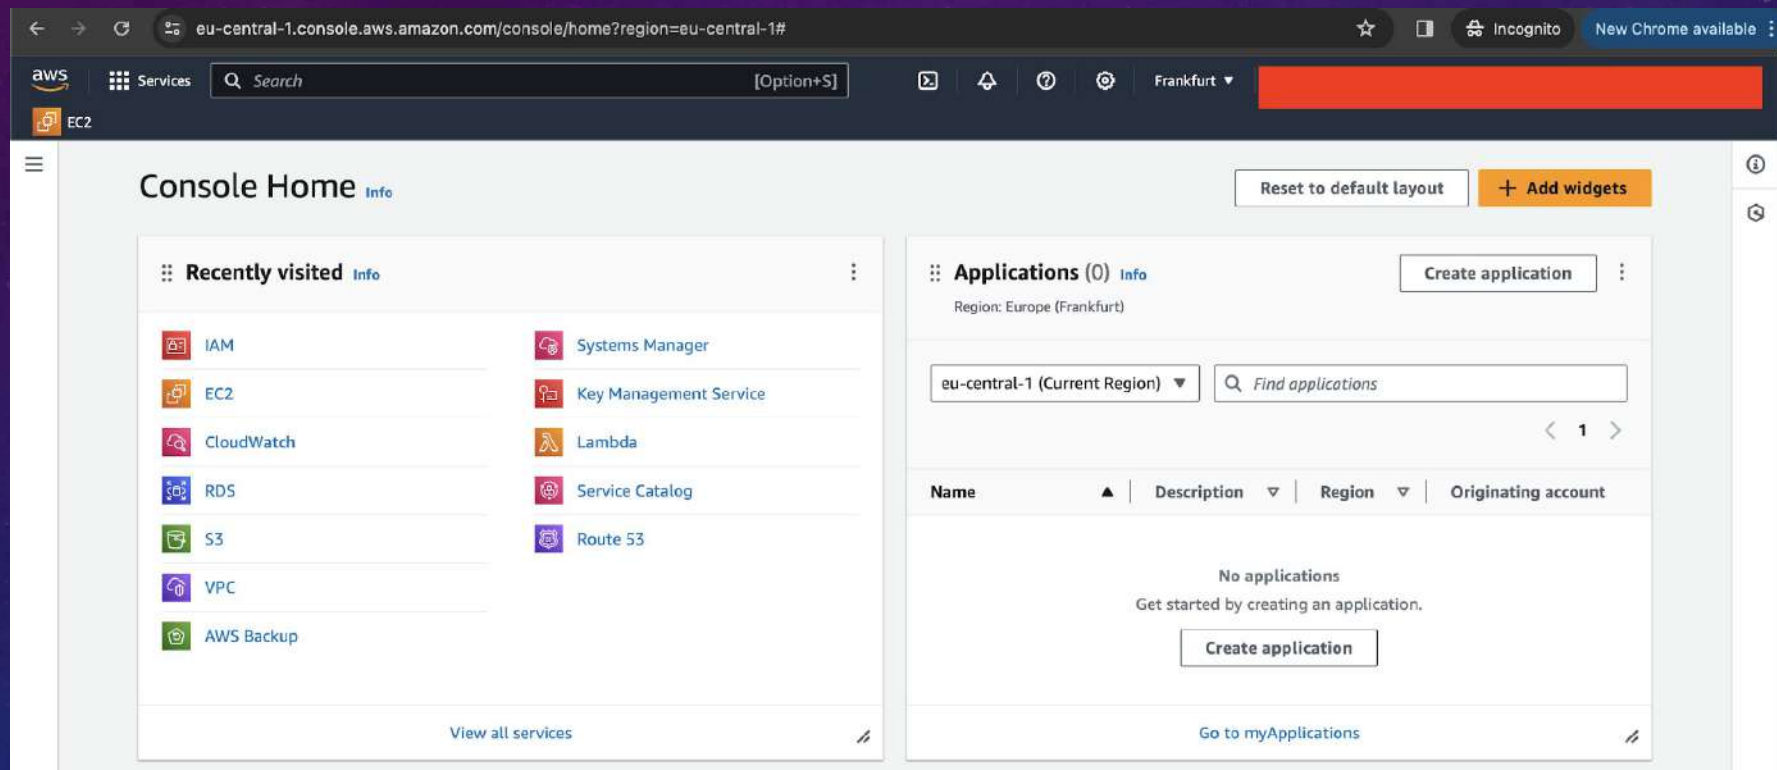 eu-central-1.console.aws.amazon.com/console/home?region=eu-central-1#
Incognito
New Chrome available
aws
Services
Search
[Option+S]
Frankfurt
EC2
Console Home Info
Reset to default layout
+ Add widgets
Recently visited Info
IAM
EC2
CloudWatch
RDS
S3
VPC
AWS Backup
Systems Manager
Key Management Service
Lambda
Service Catalog
Route 53
View all services
Applications (0) Info
Create application
Region: Europe (Frankfurt)
eu-central-1 (Current Region)
Find applications
1
Name
Description
Region
Originating account
No applications
Get started by creating an application.
Create application
Go to myApplications